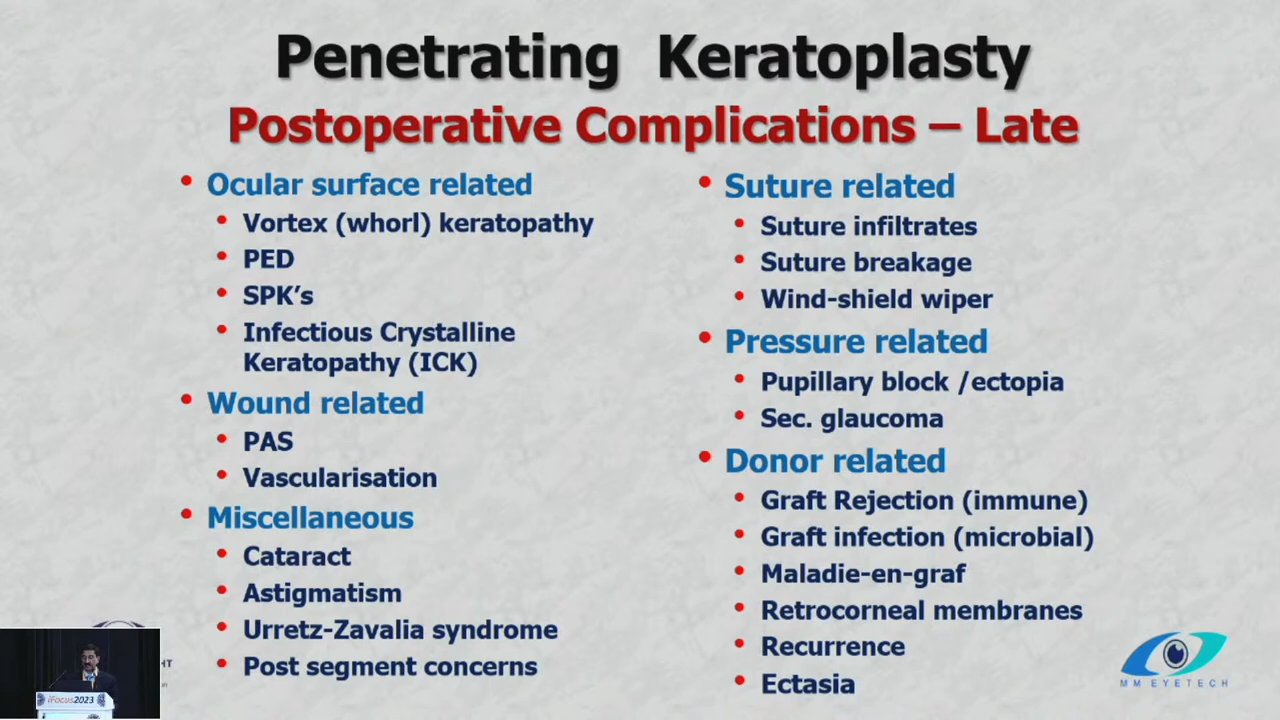 Penetrating Keratoplasty
Postoperative Complications – Late
• Ocular surface related
• Vortex (whorl) keratopathy
• PED
• SPK’s
• Infectious Crystalline
Keratopathy (ICK)
• Wound related
• PAS
• Vascularisation
• Miscellaneous
• Cataract
• Astigmatism
• Urretz-Zavalia syndrome
• Post segment concerns
• Suture related
• Suture infiltrates
• Suture breakage
• Wind-shield wiper
• Pressure related
• Pupillary block /ectopia
• Sec. glaucoma
• Donor related
• Graft Rejection (immune)
• Graft infection (microbial)
• Maladie-en-graf
• Retrocorneal membranes
• Recurrence
• Ectasia
iFocus2023
MM EYETECH